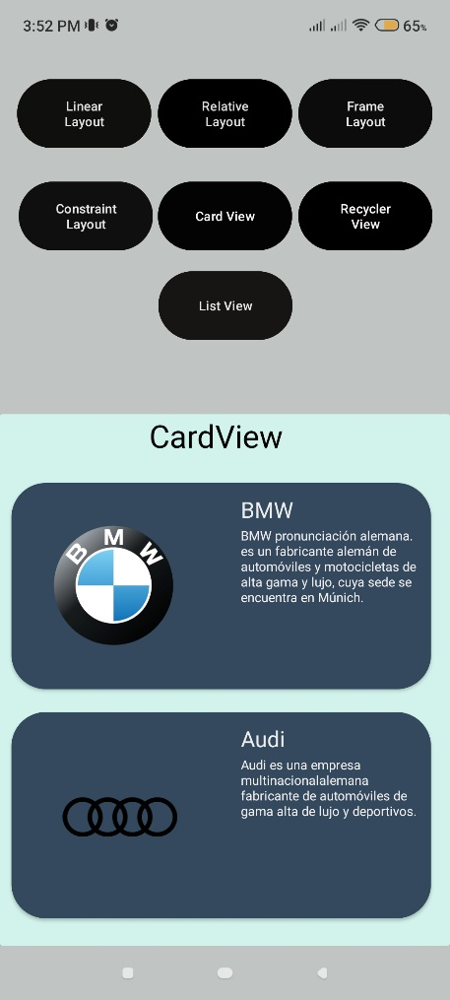 3:52 PM
65%
Linear
Layout
Relative
Layout
Frame
Layout
Constraint
Layout
Card View
Recycler
View
List View
CardView
BMW
BMW
BMW pronunciación alemana.
es un fabricante alemán de
automóviles y motocicletas de
alta gama y lujo, cuya sede se
encuentra en Múnich.
Audi
Audi es una empresa
multinacionalalemana
fabricante de automóviles de
gama alta de lujo y deportivos.